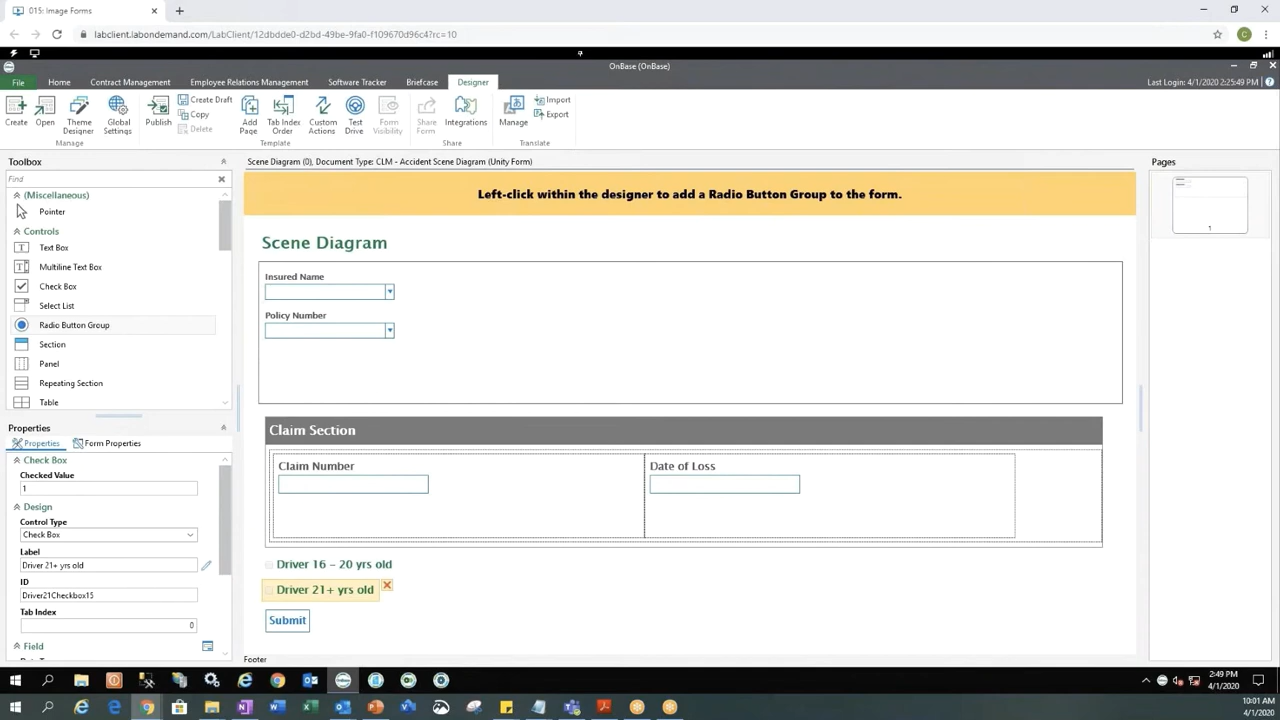 015: Image Forms
labclient.labondemand.com/LabClient/12dbdde0-d2bd-49be-9fa0-f109670d96c4?rc=10
C
OnBase (OnBase)
File Home Contract Management Employee Relations Management Software Tracker Briefcase Designer Last Login: 4/1/2020 2:25:49 PM
Create Open Theme Designer Global Settings Publish Create Draft Copy Delete Add Page Tab Index Order Custom Actions Test Drive Form Visibility Share Form Integrations Manage Import Export
Manage Template Share Translate
Toolbox
Find
(Miscellaneous)
Pointer
Controls
Text Box
Multiline Text Box
Check Box
Select List
Radio Button Group
Section
Panel
Repeating Section
Table
Properties
Properties Form Properties
Check Box
Checked Value
1
Design
Control Type
Check Box
Label
Driver 21+ yrs old
ID
Driver21Checkbox15
Tab Index
0
Field
Scene Diagram (0), Document Type: CLM - Accident Scene Diagram (Unity Form)
Left-click within the designer to add a Radio Button Group to the form.
Scene Diagram
Insured Name
Policy Number
Claim Section
Claim Number Date of Loss
Driver 16 – 20 yrs old
Driver 21+ yrs old
Submit
Footer
Pages
1
2:49 PM
4/1/2020
10:01 AM
4/1/2020